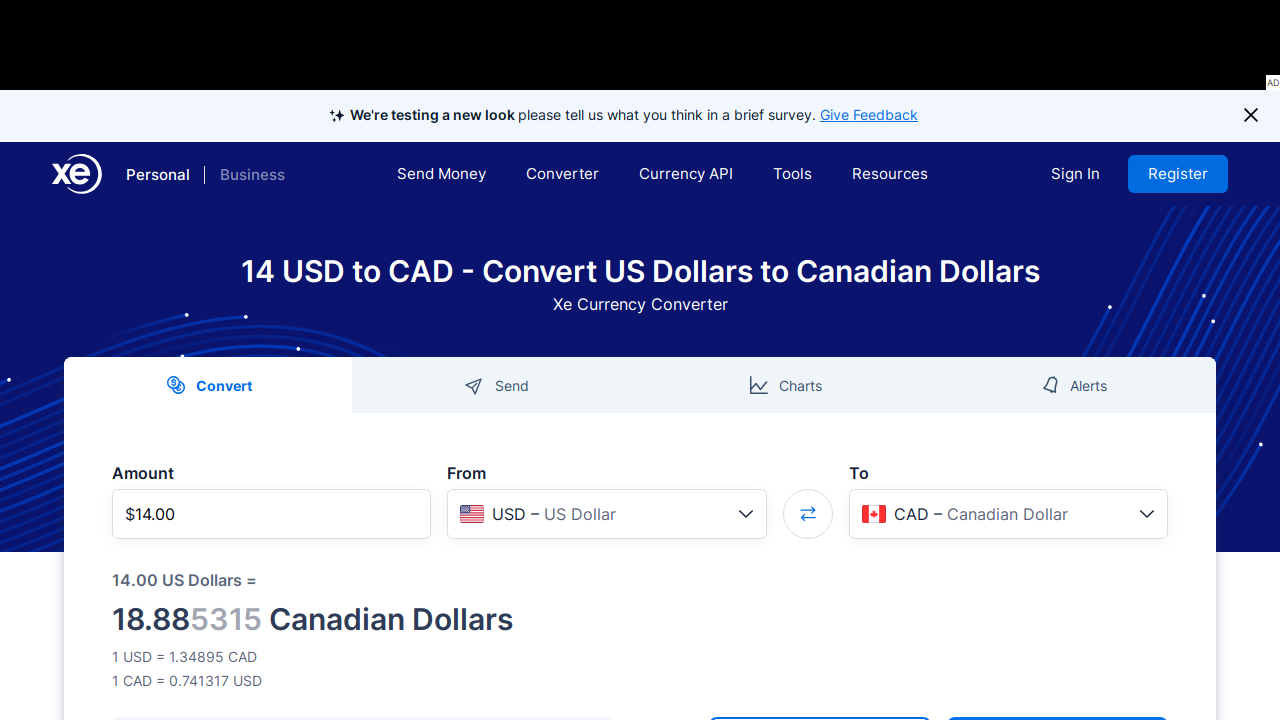 AD
We're testing a new look please tell us what you think in a brief survey. Give Feedback
xe Personal Business Send Money Converter Currency API Tools Resources Sign In Register
14 USD to CAD - Convert US Dollars to Canadian Dollars
Xe Currency Converter
Convert Send Charts Alerts
Amount From To
$14.00 USD – US Dollar CAD – Canadian Dollar
14.00 US Dollars =
18.885315 Canadian Dollars
1 USD = 1.34895 CAD
1 CAD = 0.741317 USD